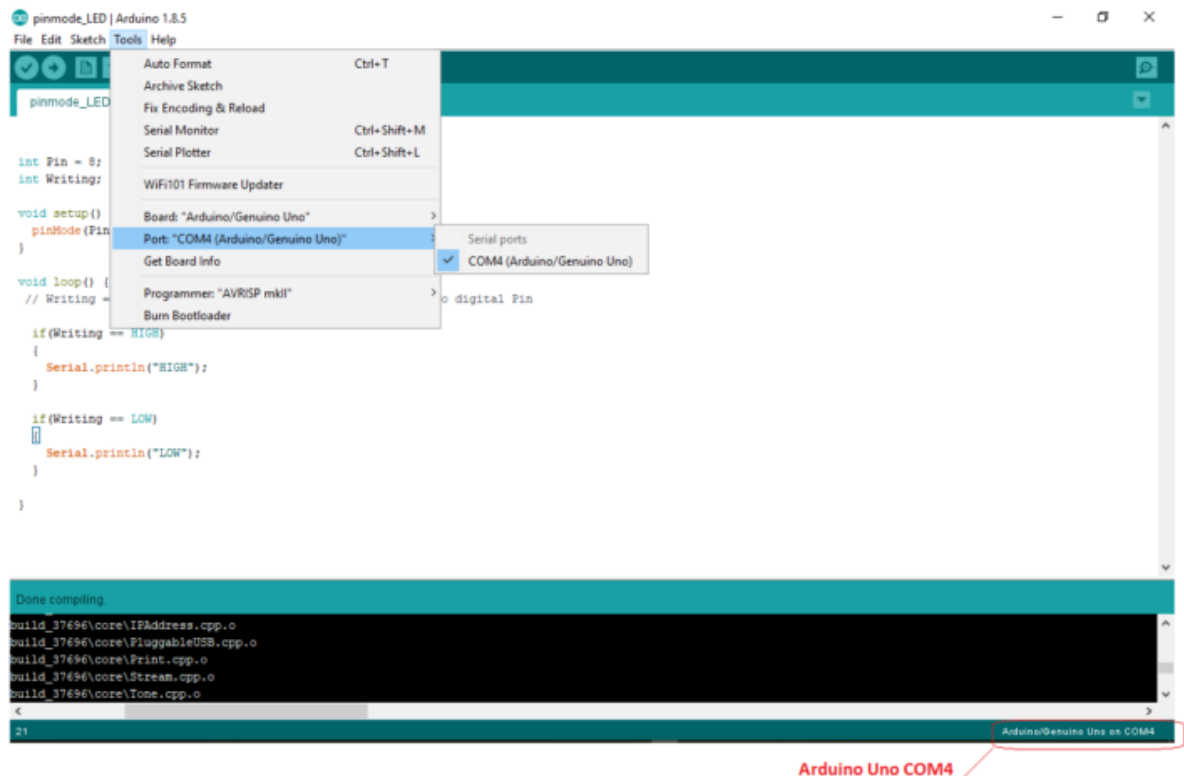 pinmode_LED | Arduino 1.8.5
File Edit Sketch Tools Help
Auto Format Ctrl+T
Archive Sketch
Fix Encoding & Reload
Serial Monitor Ctrl+Shift+M
Serial Plotter Ctrl+Shift+L
WiFi101 Firmware Updater
Board: "Arduino/Genuino Uno"
Port: "COM4 (Arduino/Genuino Uno)"
Get Board Info
Programmer: "AVRISP mkII"
Burn Bootloader
Serial ports
COM4 (Arduino/Genuino Uno)
pinmode_LED
int Pin = 8;
int Writing;
void setup()
pinMode(Pin
}
void loop() {
// Writing = o digital Pin
if(Writing == HIGH)
{
Serial.println("HIGH");
}
if(Writing == LOW)
{
Serial.println("LOW");
}
}
Done compiling.
build_37696\core\IPAddress.cpp.o
build_37696\core\PluggableUSB.cpp.o
build_37696\core\Print.cpp.o
build_37696\core\Stream.cpp.o
build_37696\core\Tone.cpp.o
21
Arduino/Genuino Uno on COM4
Arduino Uno COM4